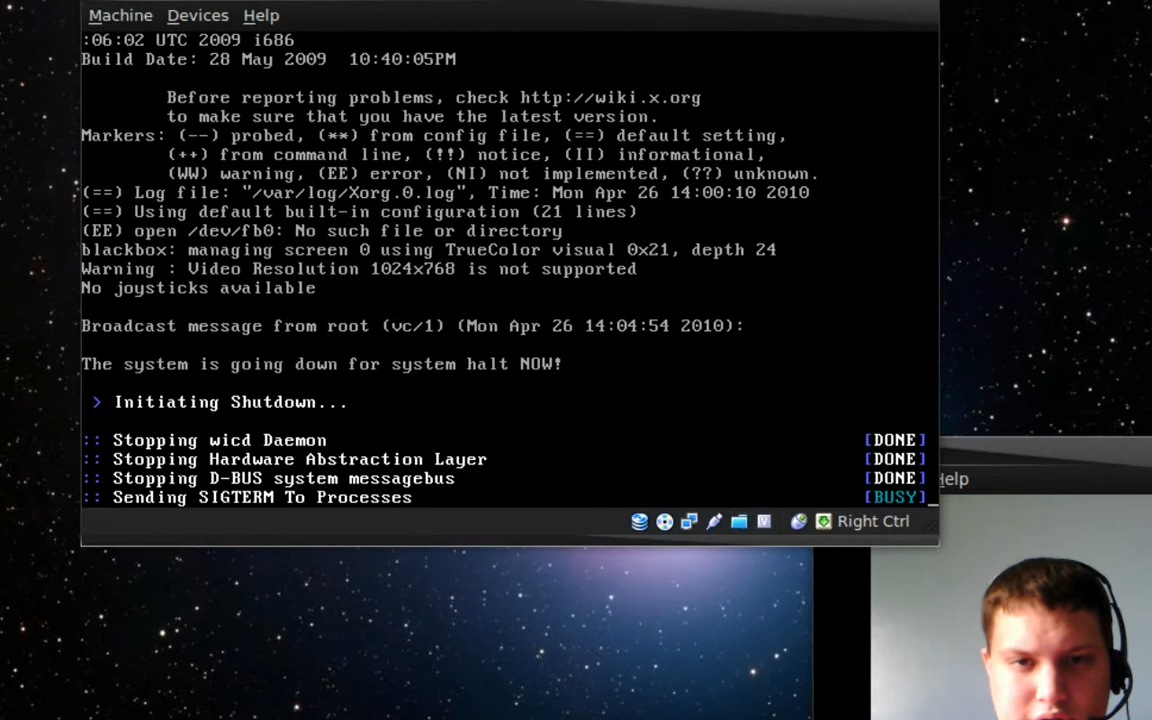 Machine Devices Help
:06:02 UTC 2009 i686
Build Date: 28 May 2009  10:40:05PM
Before reporting problems, check http://wiki.x.org
to make sure that you have the latest version.
Markers: (--) probed, (**) from config file, (==) default setting,
(++) from command line, (!!) notice, (II) informational,
(WW) warning, (EE) error, (NI) not implemented, (??) unknown.
(==) Log file: "/var/log/Xorg.0.log", Time: Mon Apr 26 14:00:10 2010
(==) Using default built-in configuration (21 lines)
(EE) open /dev/fb0: No such file or directory
blackbox: managing screen 0 using TrueColor visual 0x21, depth 24
Warning : Video Resolution 1024x768 is not supported
No joysticks available
Broadcast message from root (vc/1) (Mon Apr 26 14:04:54 2010):
The system is going down for system halt NOW!
> Initiating Shutdown...
:: Stopping wicd Daemon [DONE]
:: Stopping Hardware Abstraction Layer [DONE]
:: Stopping D-BUS system messagebus [DONE]
:: Sending SIGTERM To Processes [BUSY]_
Help
V Right Ctrl